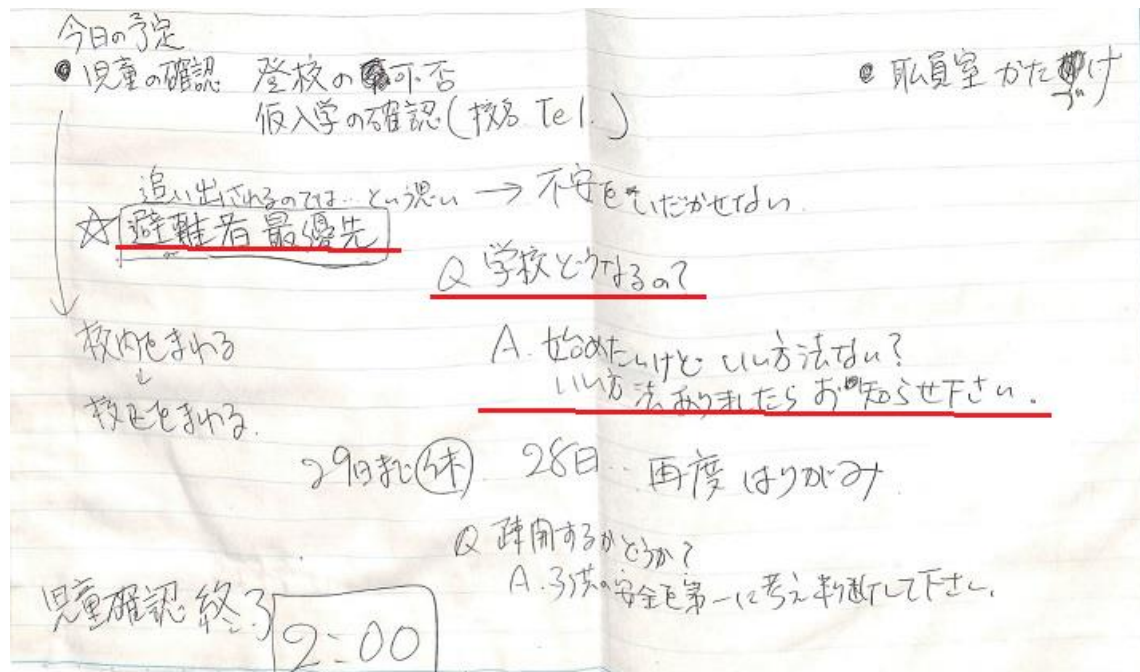 今日の予定
児童の確認 登校の可否
仮入学の確認(校名 Tel.)
職員室かたづけ
追い出されるのでは…という思い → 不安をいだかせない
☆避難者最優先
Q 学校どうなるの?
校内をまわる
↓
校区をまわる.
A. 始めたいけど いい方法ない?
いい方法ありましたらお知らせ下さい.
29日まで休 28日… 再度はりがみ
Q 疎開するかどうか?
A. 子供の安全を第一に考え判断して下さい.
児童確認終了 2:00